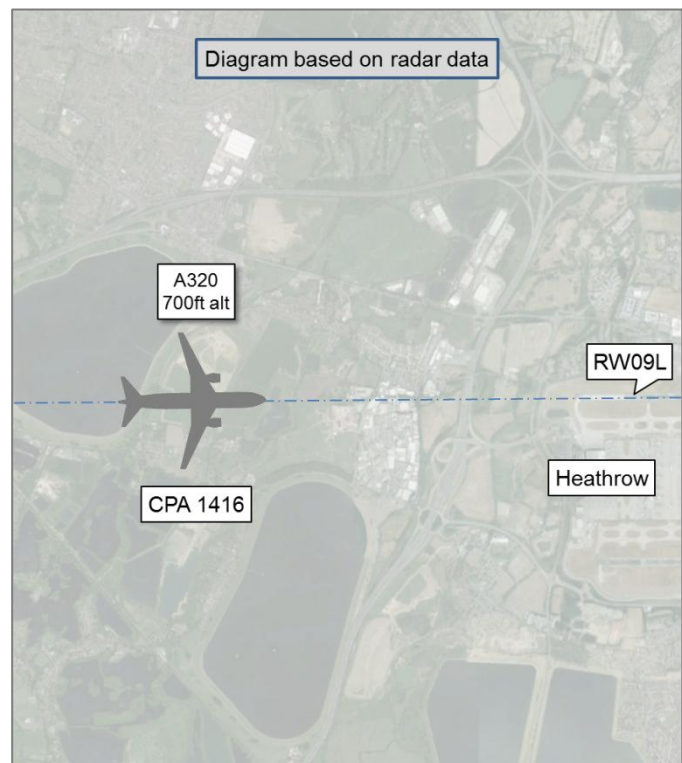 Diagram based on radar data
A320
700ft alt
RW09L
Heathrow
CPA 1416